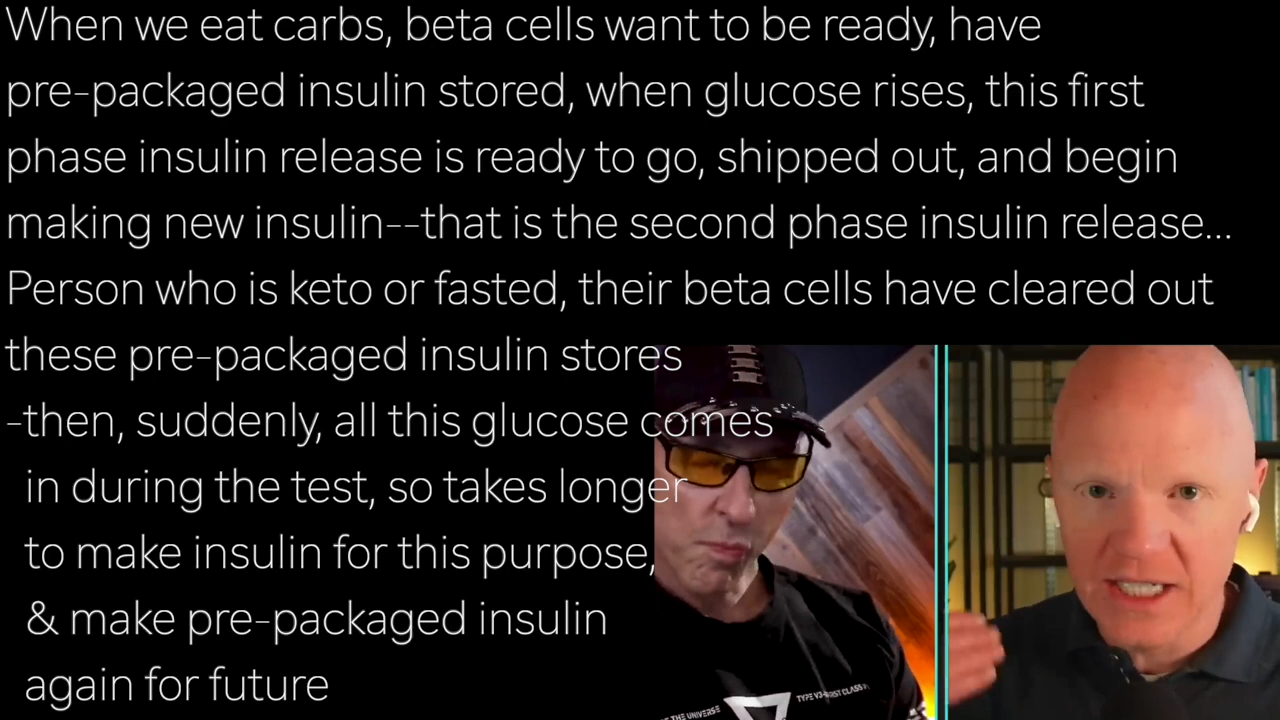 When we eat carbs, beta cells want to be ready, have
pre-packaged insulin stored, when glucose rises, this first
phase insulin release is ready to go, shipped out, and begin
making new insulin--that is the second phase insulin release...
Person who is keto or fasted, their beta cells have cleared out
these pre-packaged insulin stores
-then, suddenly, all this glucose comes
in during the test, so takes longer
to make insulin for this purpose,
& make pre-packaged insulin
again for future
THE UNIVERSE
TYPE
CLASS